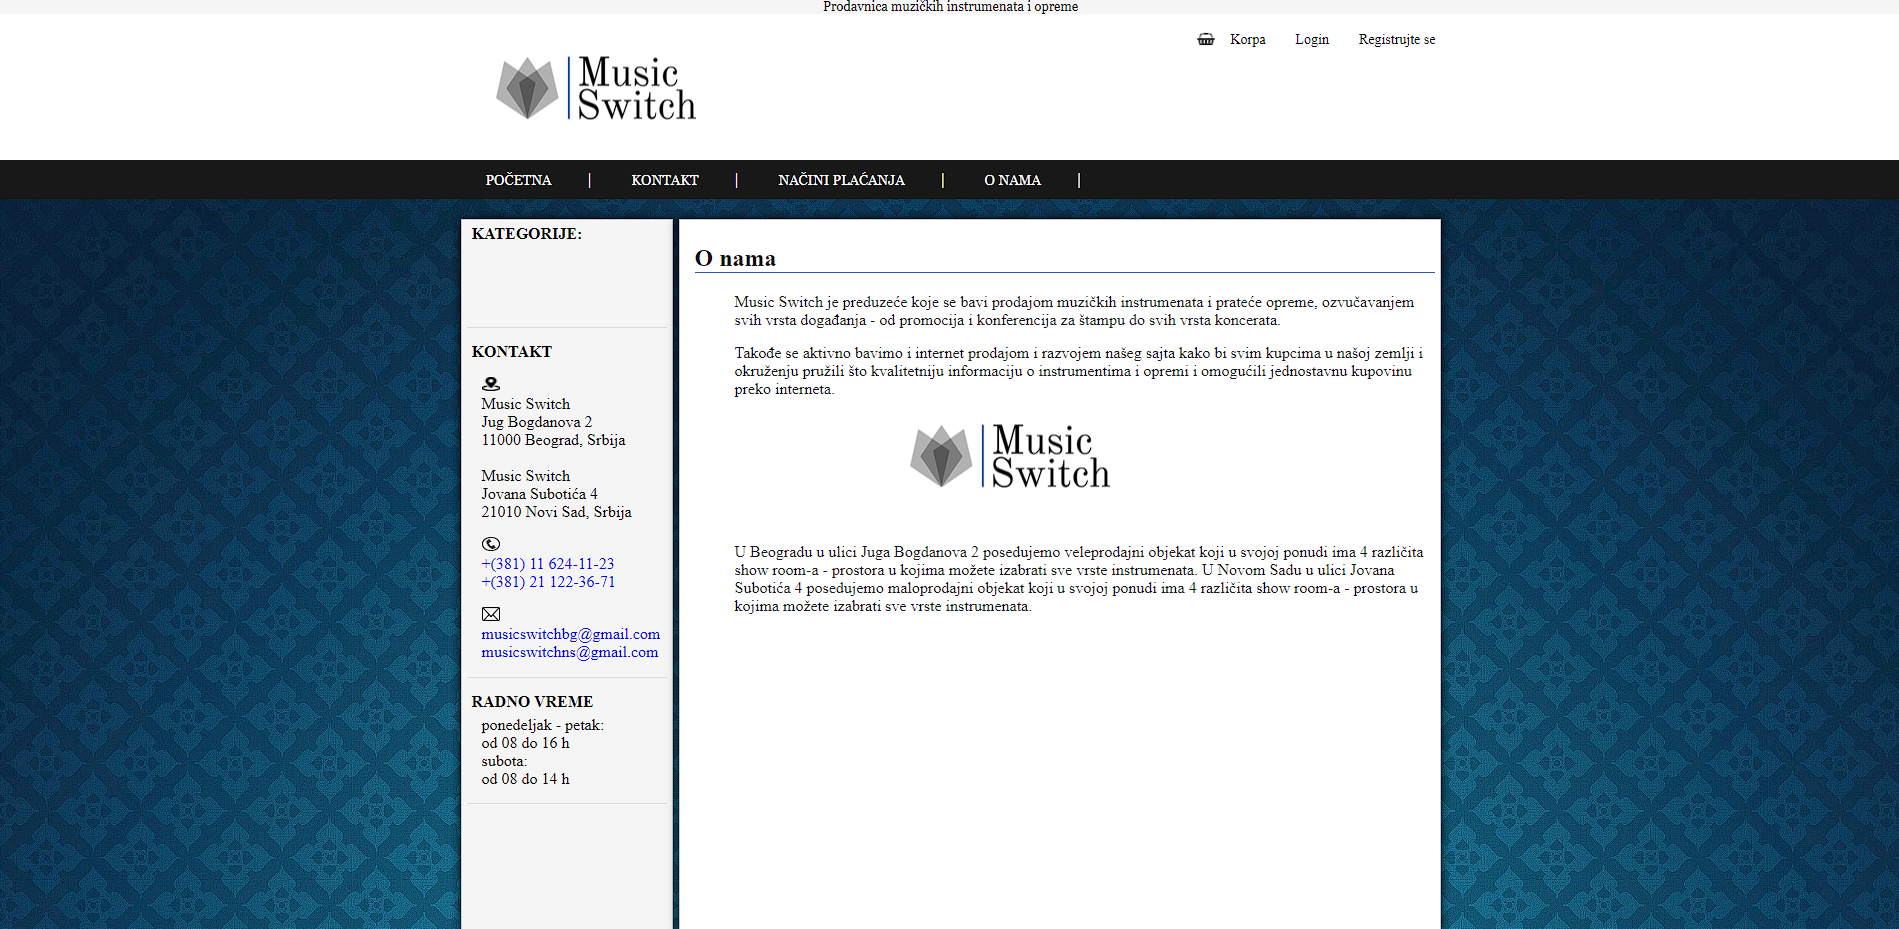 Prodavnica muzičkih instrumenata i opreme
Korpa Login Registrujte se
Music
Switch
POČETNA | KONTAKT | NAČINI PLAĆANJA | O NAMA |
KATEGORIJE:
KONTAKT
Music Switch
Jug Bogdanova 2
11000 Beograd, Srbija
Music Switch
Jovana Subotića 4
21010 Novi Sad, Srbija
+(381) 11 624-11-23
+(381) 21 122-36-71
musicswitchbg@gmail.com
musicswitchns@gmail.com
RADNO VREME
ponedeljak - petak:
od 08 do 16 h
subota:
od 08 do 14 h
O nama
Music Switch je preduzeće koje se bavi prodajom muzičkih instrumenata i prateće opreme, ozvučavanjem
svih vrsta događanja - od promocija i konferencija za štampu do svih vrsta koncerata.
Takođe se aktivno bavimo i internet prodajom i razvojem našeg sajta kako bi svim kupcima u našoj zemlji i
okruženju pružili što kvalitetniju informaciju o instrumentima i opremi i omogućili jednostavnu kupovinu
preko interneta.
Music
Switch
U Beogradu u ulici Juga Bogdanova 2 posedujemo veleprodajni objekat koji u svojoj ponudi ima 4 različita
show room-a - prostora u kojima možete izabrati sve vrste instrumenata. U Novom Sadu u ulici Jovana
Subotića 4 posedujemo maloprodajni objekat koji u svojoj ponudi ima 4 različita show room-a - prostora u
kojima možete izabrati sve vrste instrumenata.